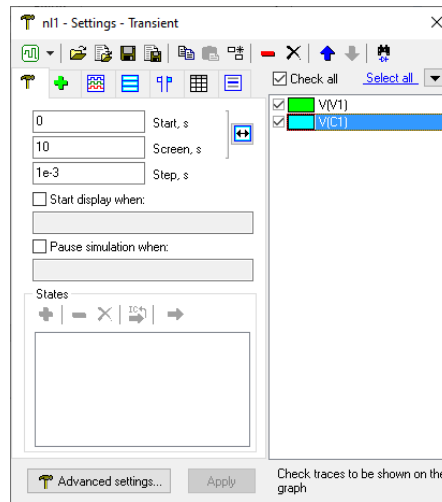 nl1 - Settings - Transient
Check all
Select all
V(V1)
V(C1)
0
Start, s
10
Screen, s
1e-3
Step, s
Start display when:
Pause simulation when:
States
IC
Advanced settings...
Apply
Check traces to be shown on the
graph